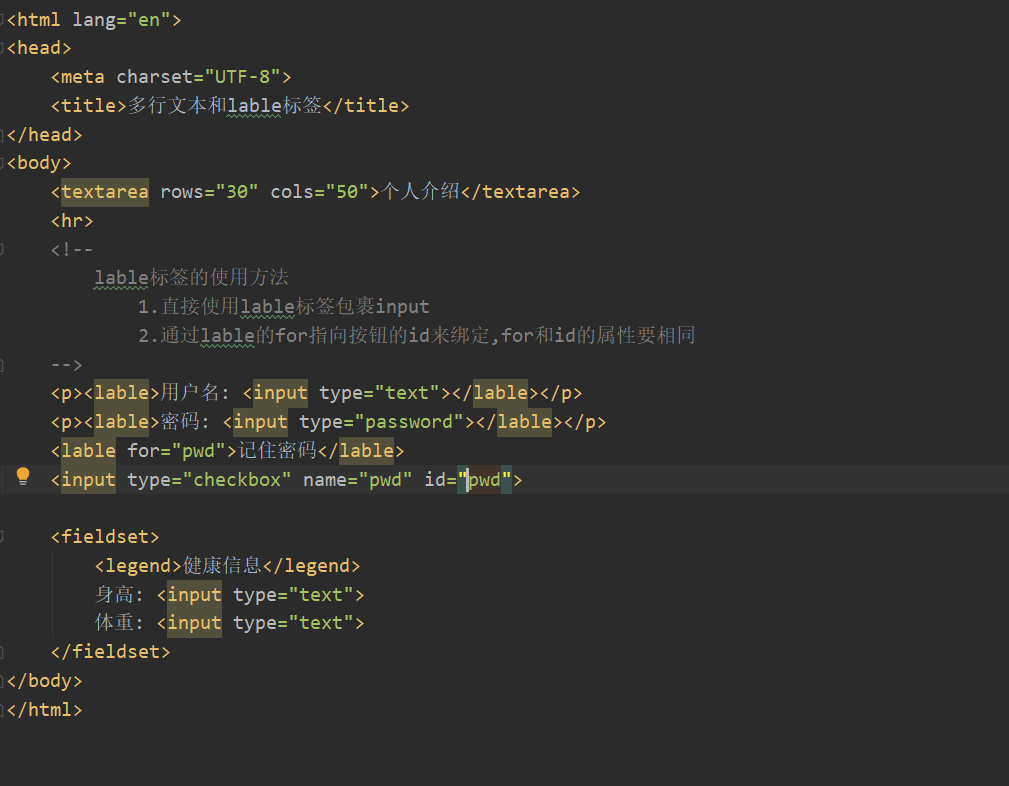 <html lang="en">
<head>
    <meta charset="UTF-8">
    <title>多行文本和lable标签</title>
</head>
<body>
    <textarea rows="30" cols="50">个人介绍</textarea>
    <hr>
    <!--
        lable标签的使用方法
            1.直接使用lable标签包裹input
            2.通过lable的for指向按钮的id来绑定,for和id的属性要相同
    -->
    <p><lable>用户名: <input type="text"></lable></p>
    <p><lable>密码: <input type="password"></lable></p>
    <lable for="pwd">记住密码</lable>
    <input type="checkbox" name="pwd" id="pwd">

    <fieldset>
        <legend>健康信息</legend>
        身高: <input type="text">
        体重: <input type="text">
    </fieldset>
</body>
</html>